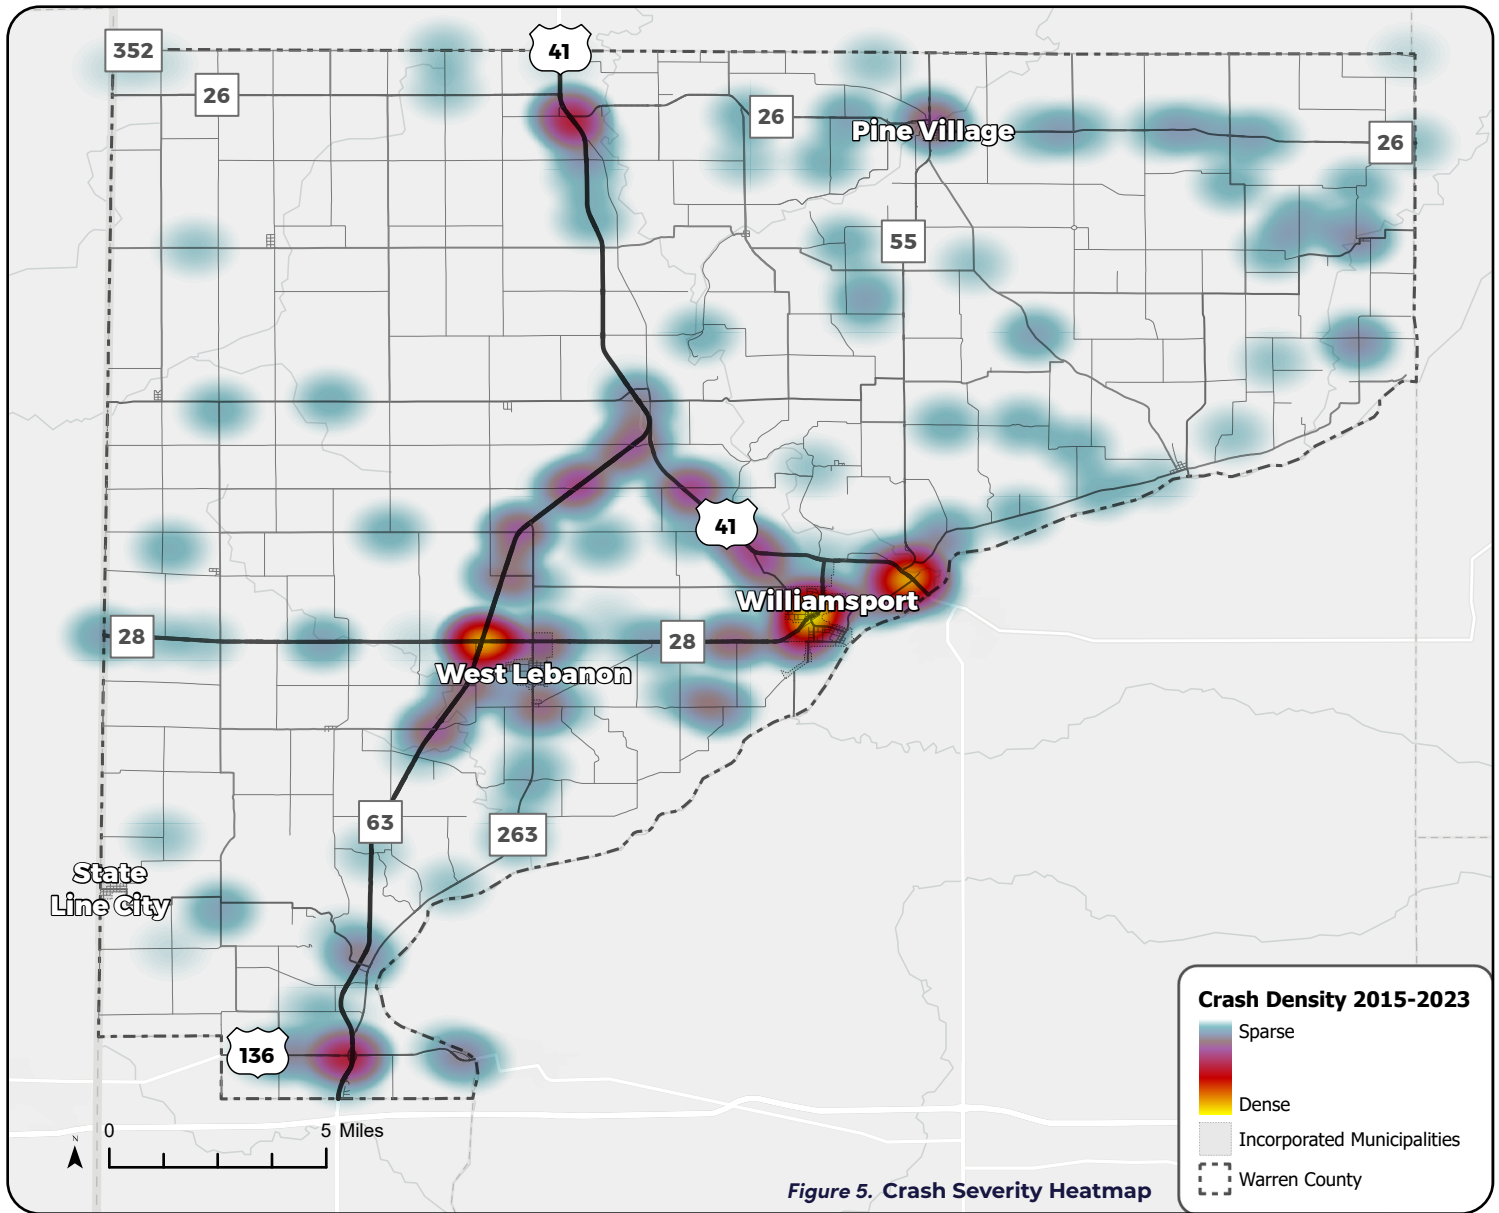 352
41
26
26
Pine Village
26
55
41
Williamsport
28
28
West Lebanon
63
263
State
Line City
136
0
5 Miles
N
Crash Density 2015-2023
Sparse
Dense
Incorporated Municipalities
Warren County
Figure 5. Crash Severity Heatmap